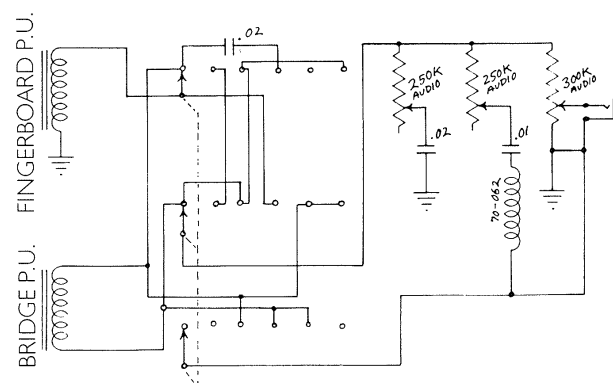 FINGERBOARD P.U.
.02
250K
AUDIO
.02
250K
AUDIO
.01
70-062
300K
AUDIO
BRIDGE P.U.